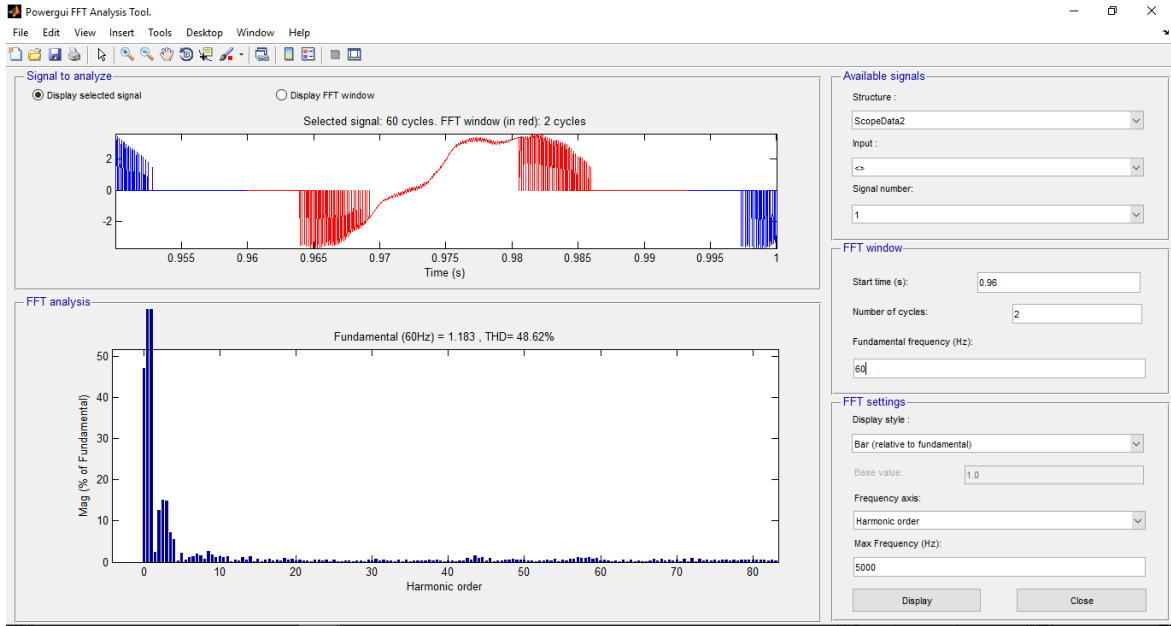 Powergui FFT Analysis Tool.
File Edit View Insert Tools Desktop Window Help
Signal to analyze
Display selected signal
Display FFT window
Selected signal: 60 cycles. FFT window (in red): 2 cycles
2
0
-2
0.955 0.96 0.965 0.97 0.975 0.98 0.985 0.99 0.995 1
Time (s)
FFT analysis
Fundamental (60Hz) = 1.183 , THD= 48.62%
50
40
30
20
10
0
Mag (% of Fundamental)
0 10 20 30 40 50 60 70 80
Harmonic order
Available signals
Structure :
ScopeData2
Input :
<>
Signal number:
1
FFT window
Start time (s): 0.96
Number of cycles: 2
Fundamental frequency (Hz):
60
FFT settings
Display style :
Bar (relative to fundamental)
Base value: 1.0
Frequency axis:
Harmonic order
Max Frequency (Hz):
5000
Display Close